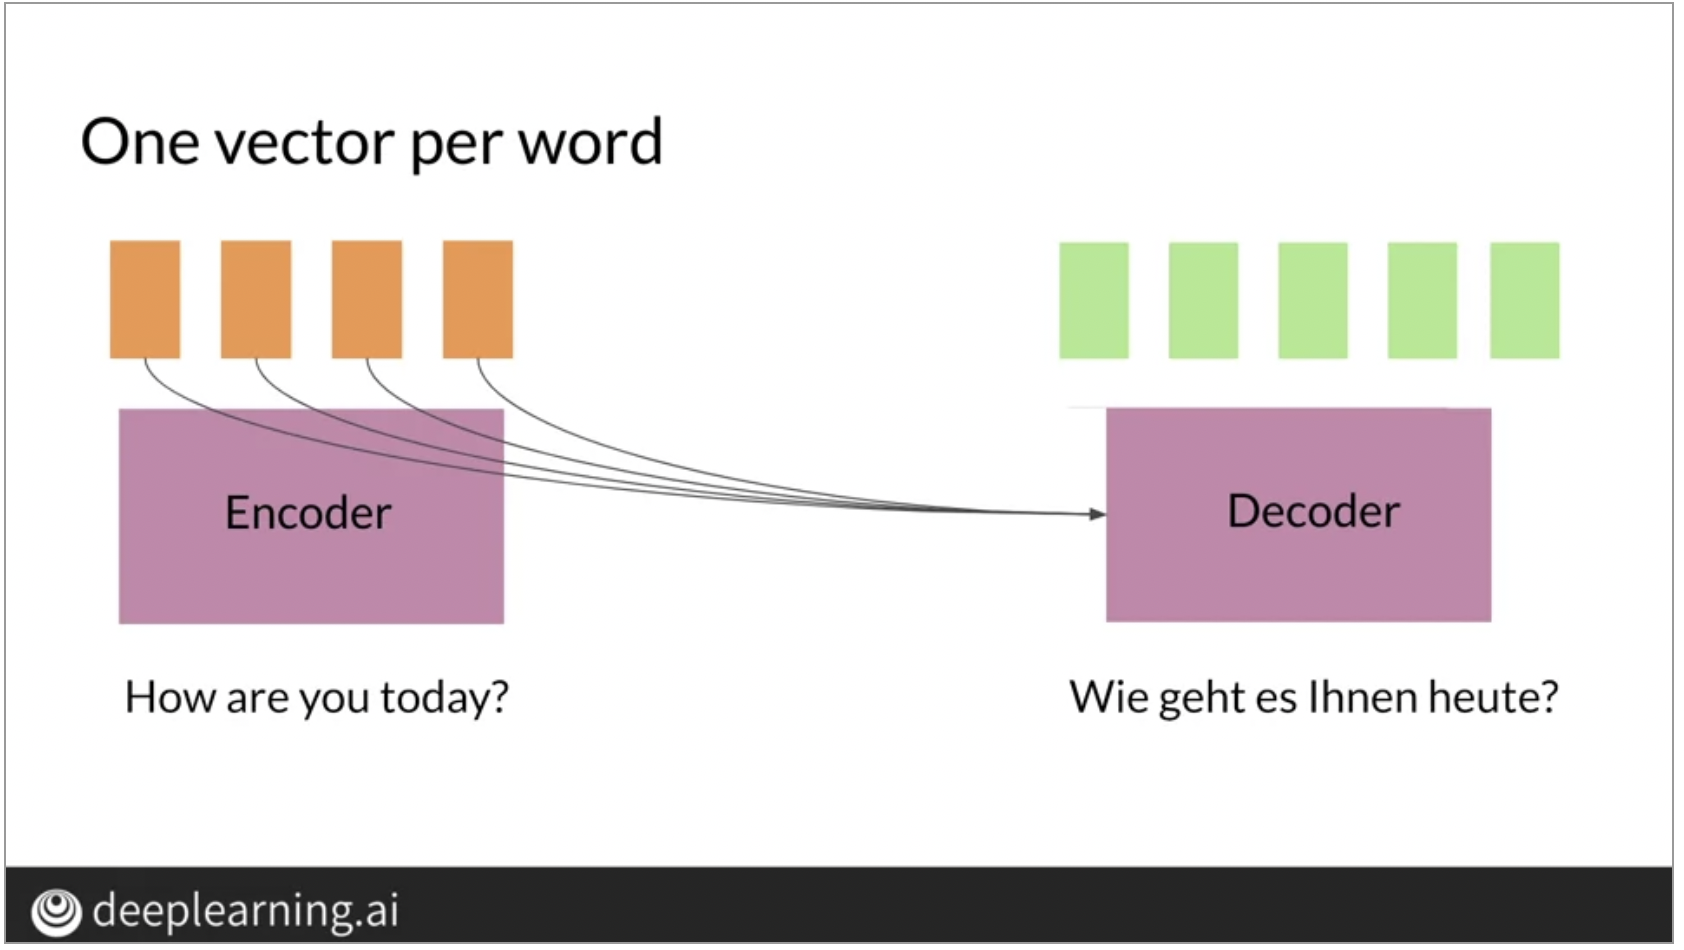 One vector per word
Encoder
Decoder
How are you today?
Wie geht es Ihnen heute?
deeplearning.ai